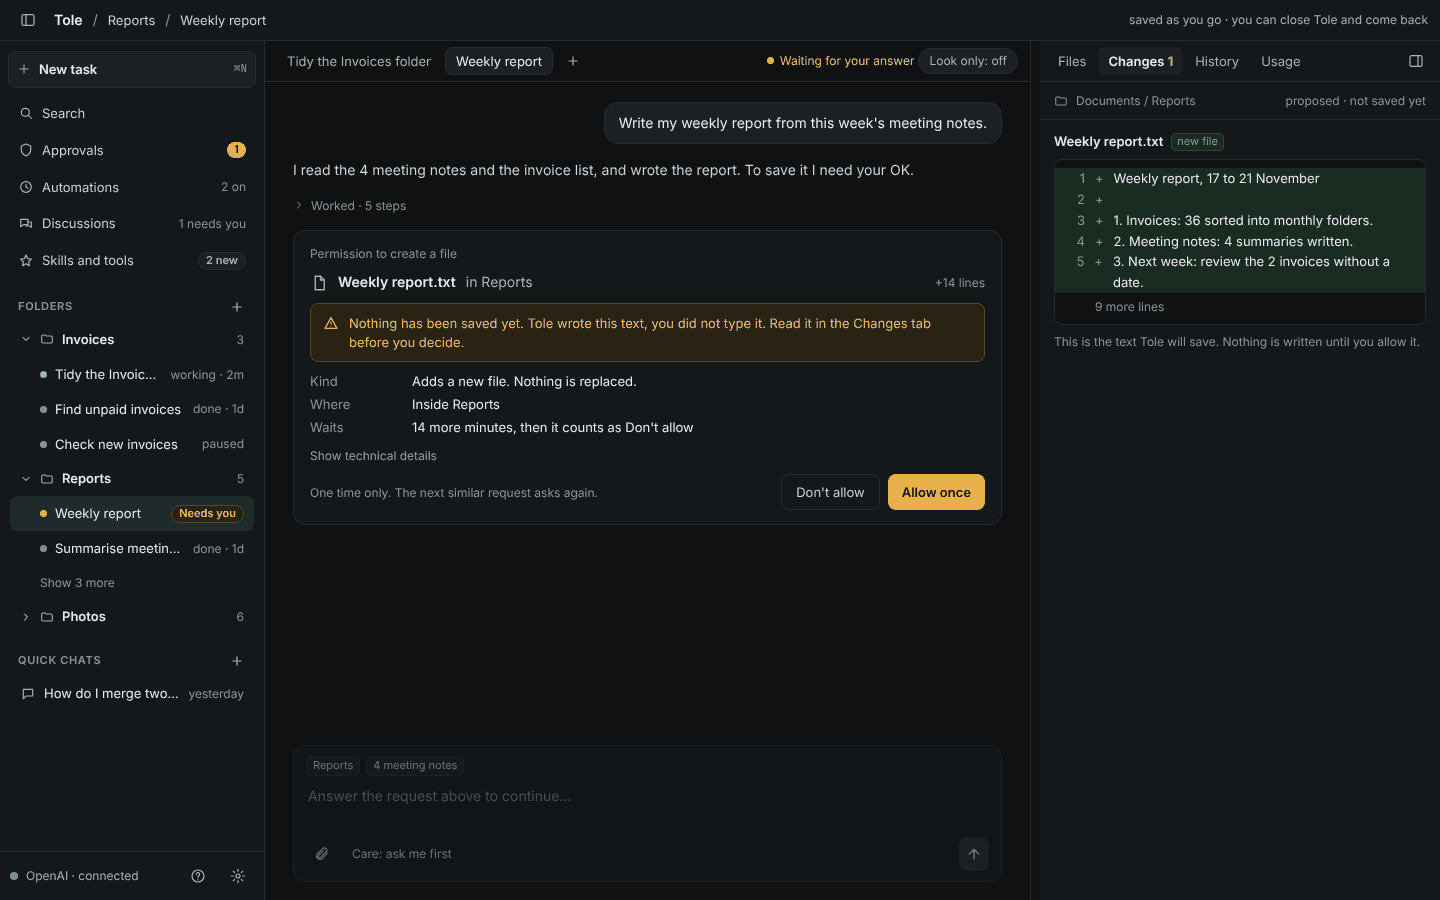 Tole / Reports / Weekly report
saved as you go · you can close Tole and come back
New task ⌘N
Search
Approvals 1
Automations 2 on
Discussions 1 needs you
Skills and tools 2 new
FOLDERS
Invoices 3
Tidy the Invoic... working · 2m
Find unpaid invoices done · 1d
Check new invoices paused
Reports 5
Weekly report Needs you
Summarise meetin... done · 1d
Show 3 more
Photos 6
QUICK CHATS
How do I merge two... yesterday
OpenAI · connected
Tidy the Invoices folder Weekly report
Waiting for your answer Look only: off
Write my weekly report from this week's meeting notes.
I read the 4 meeting notes and the invoice list, and wrote the report. To save it I need your OK.
Worked · 5 steps
Permission to create a file
Weekly report.txt in Reports +14 lines
Nothing has been saved yet. Tole wrote this text, you did not type it. Read it in the Changes tab
before you decide.
Kind Adds a new file. Nothing is replaced.
Where Inside Reports
Waits 14 more minutes, then it counts as Don't allow
Show technical details
One time only. The next similar request asks again. Don't allow Allow once
Reports 4 meeting notes
Answer the request above to continue...
Care: ask me first
Files Changes 1 History Usage
Documents / Reports proposed · not saved yet
Weekly report.txt new file
1 + Weekly report, 17 to 21 November
2 +
3 + 1. Invoices: 36 sorted into monthly folders.
4 + 2. Meeting notes: 4 summaries written.
5 + 3. Next week: review the 2 invoices without a
date.
9 more lines
This is the text Tole will save. Nothing is written until you allow it.